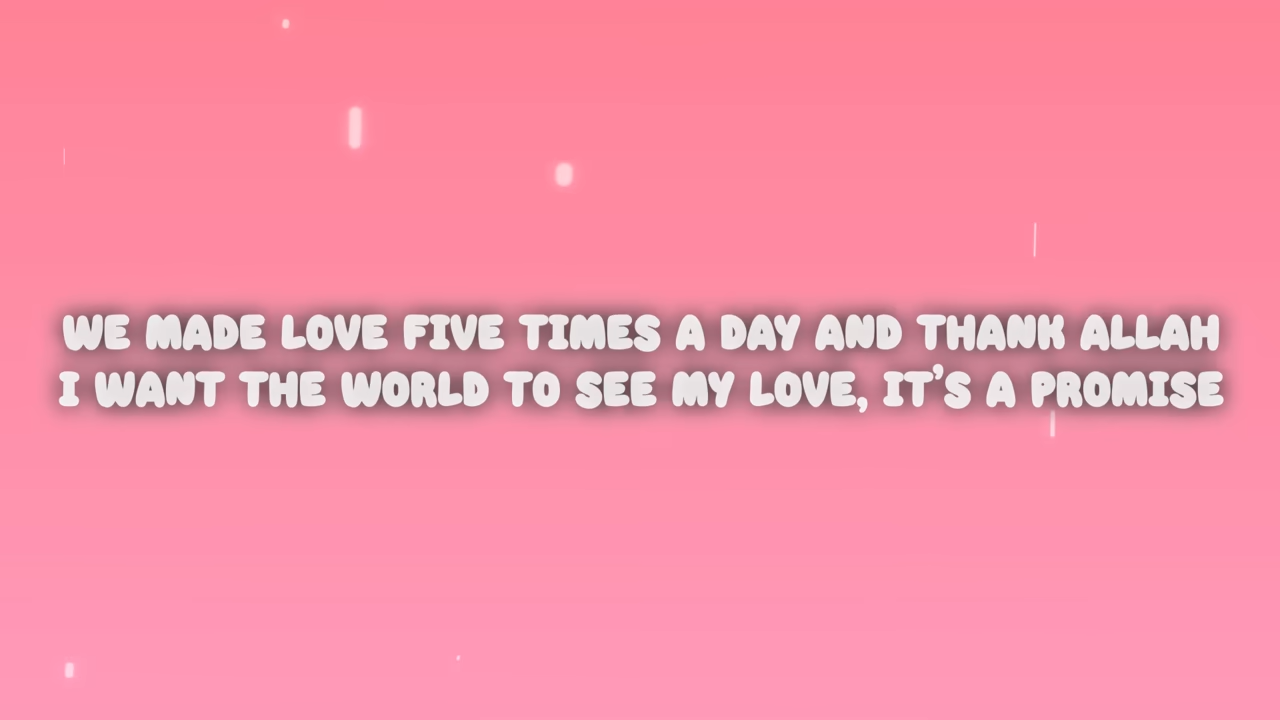 WE MADE LOVE FIVE TIMES A DAY AND THANK ALLAH
I WANT THE WORLD TO SEE MY LOVE, IT'S A PROMISE